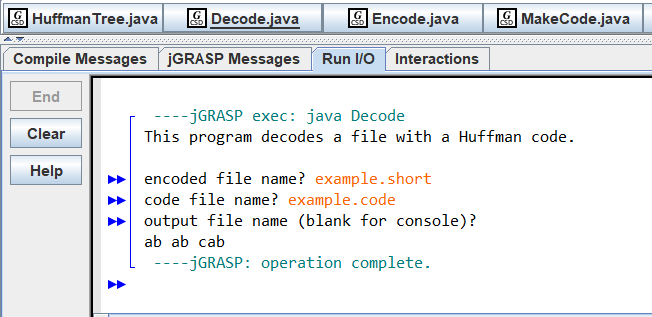 HuffmanTree.java Decode.java Encode.java MakeCode.java
Compile Messages jGRASP Messages Run I/O Interactions
End
Clear
Help
----jGRASP exec: java Decode
This program decodes a file with a Huffman code.
encoded file name? example.short
code file name? example.code
output file name (blank for console)?
ab ab cab
----jGRASP: operation complete.